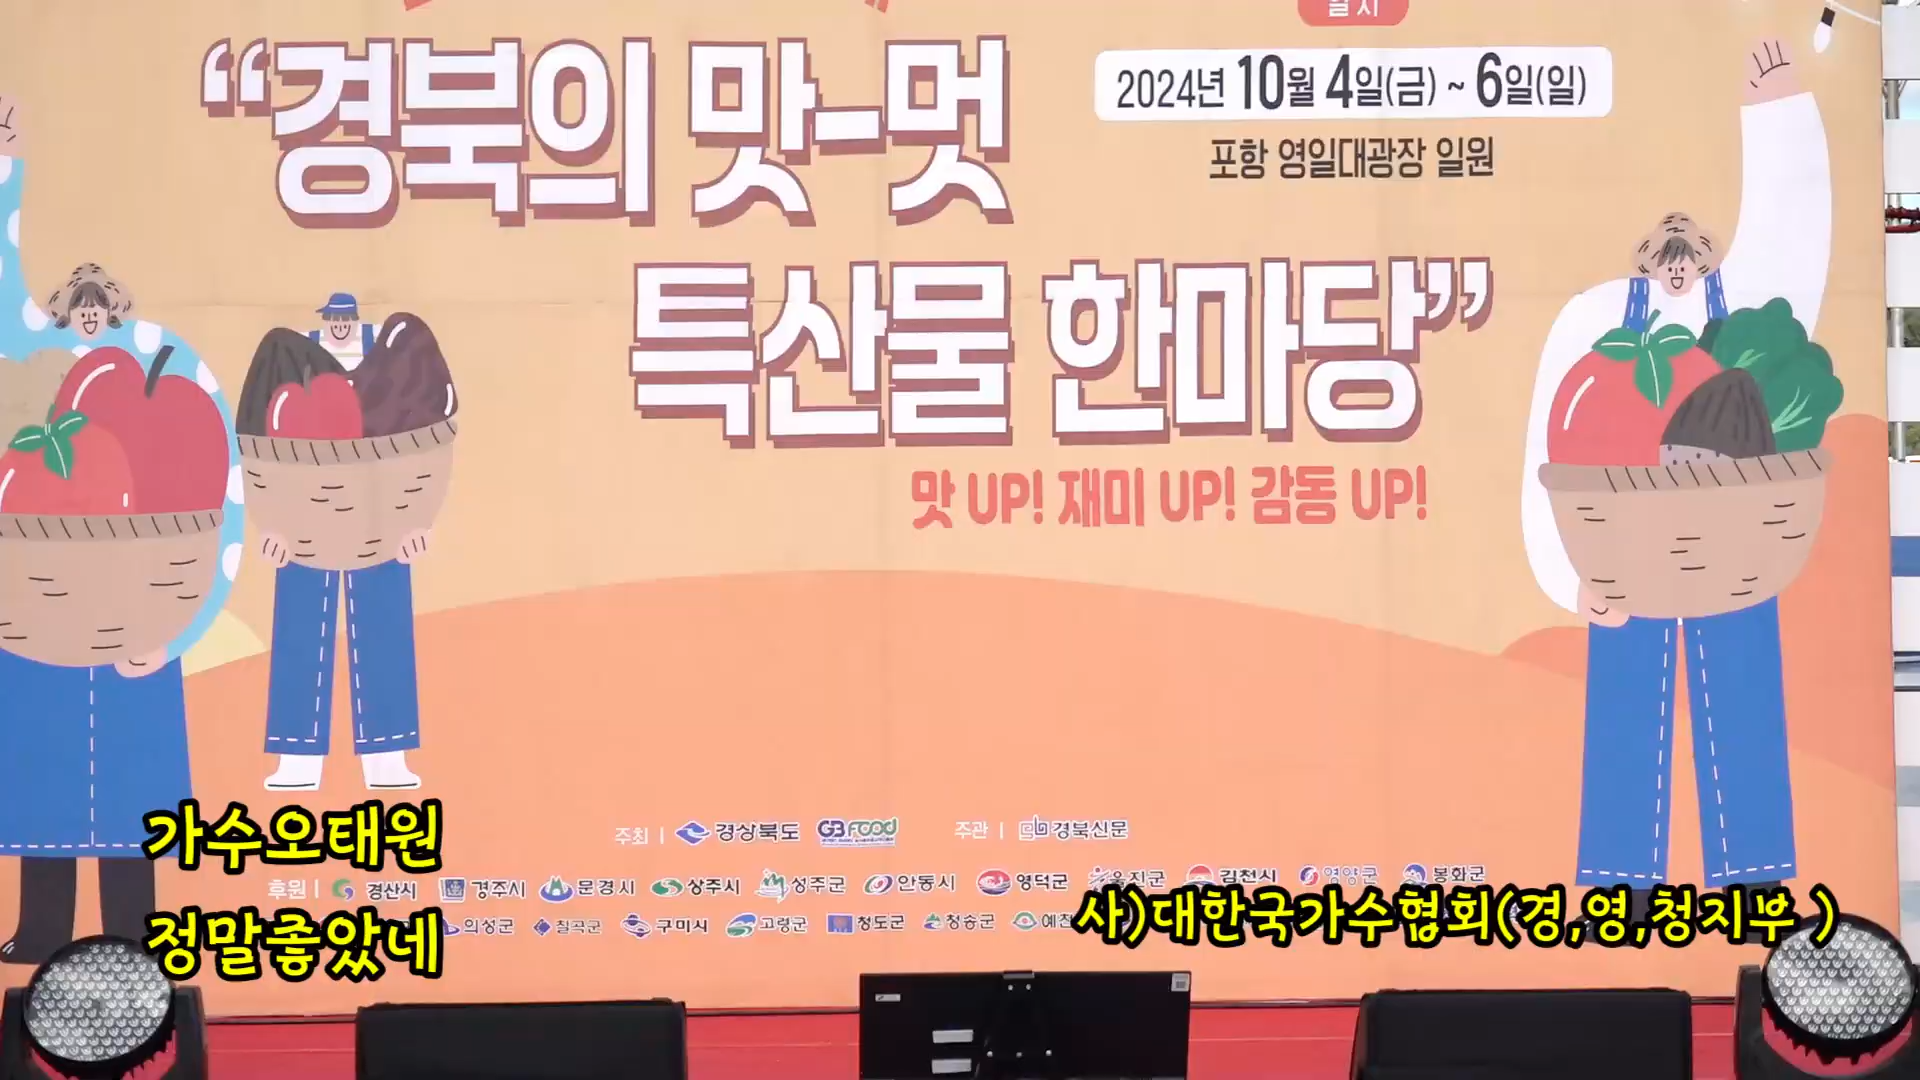 일시
“경북의 맛-멋
2024년 10월 4일(금) ~ 6일(일)
포항 영일대광장 일원
특산물 한마당”
맛 UP! 재미 UP! 감동 UP!
주최 | 경상북도 GB FOOD 주관 | 경북신문
후원 | 경산시 경주시 문경시 상주시 성주군 안동시 영덕군 울진군 김천시 영양군 봉화군
의성군 칠곡군 구미시 고령군 청도군 청송군 예천
가수오태원
정말좋았네
사)대한국가수협회(경,영,청지부 )